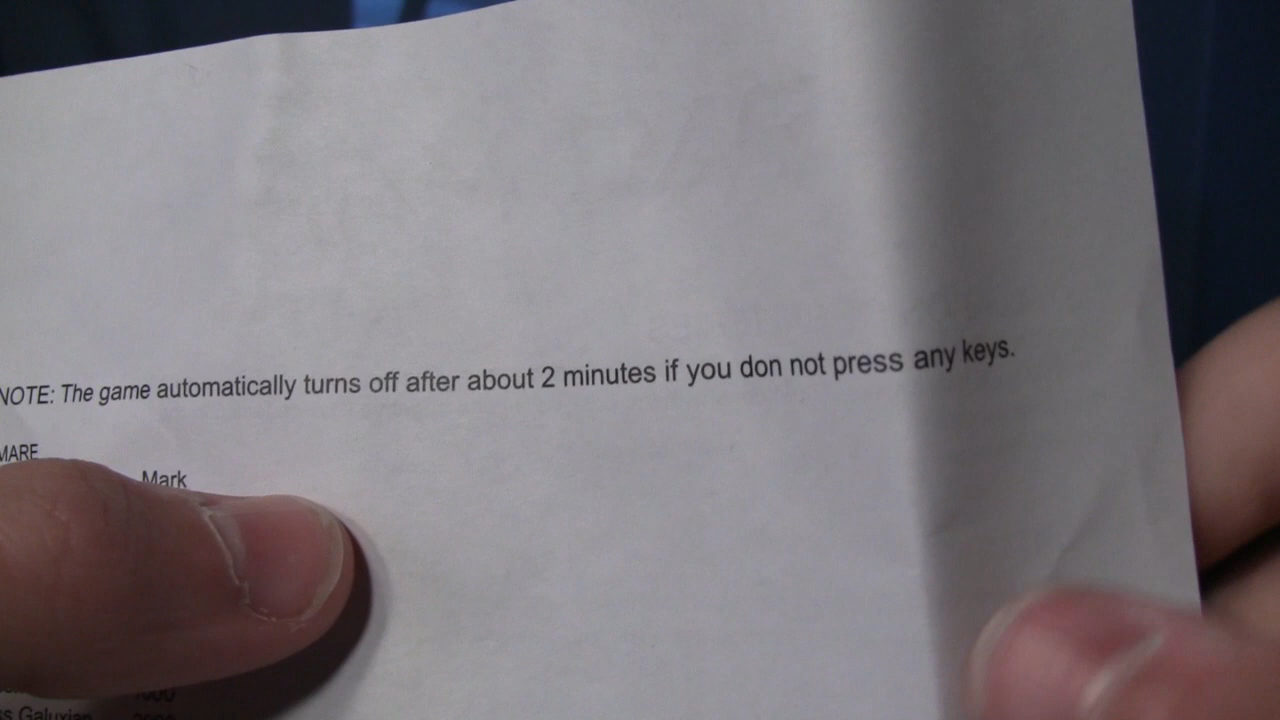 NOTE: The game automatically turns off after about 2 minutes if you don not press any keys.
MARE
Mark
Galuxian